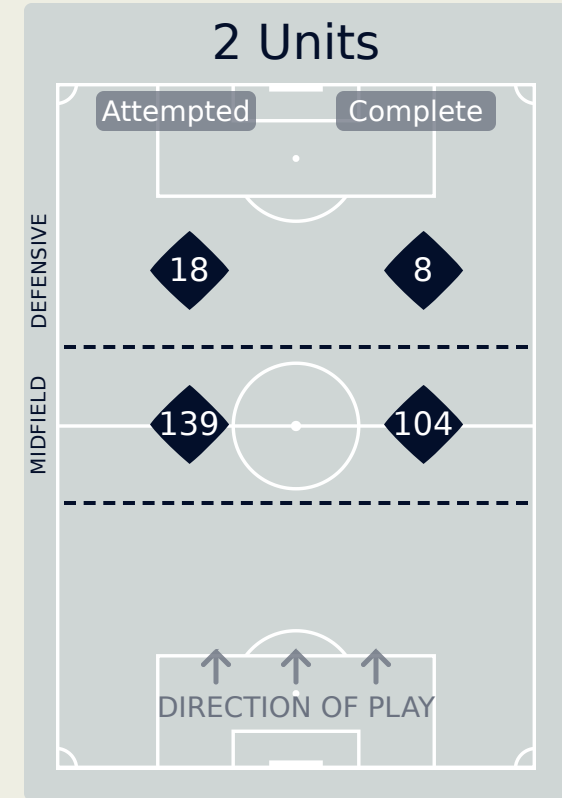 2 Units
Attempted Complete
DEFENSIVE
18 8
MIDFIELD
139 104
DIRECTION OF PLAY